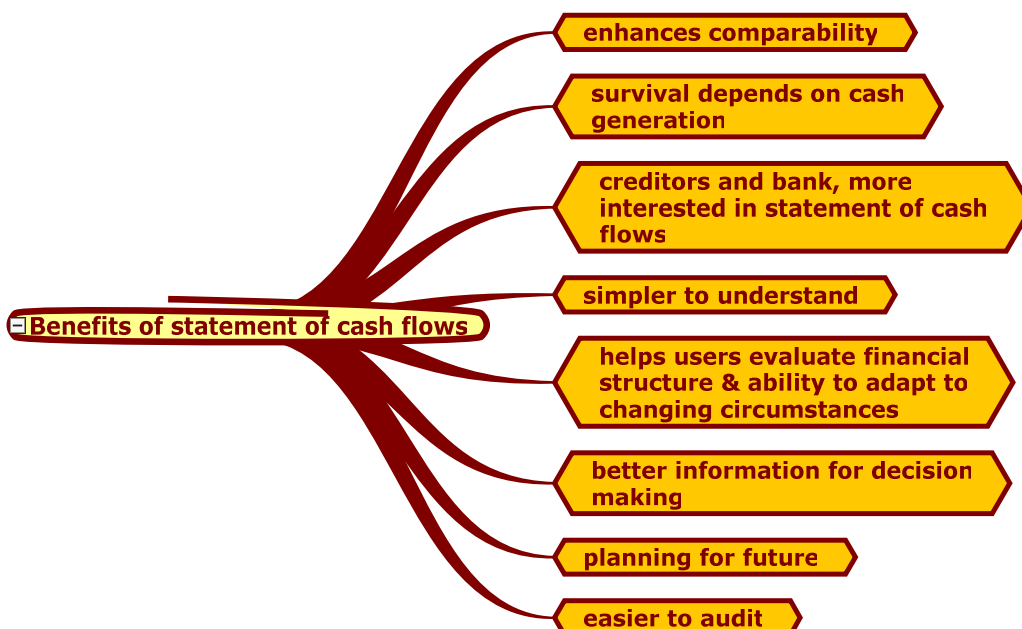 enhances comparability
survival depends on cash
generation
creditors and bank, more
interested in statement of cash
flows
simpler to understand
Benefits of statement of cash flows
helps users evaluate financial
structure & ability to adapt to
changing circumstances
better information for decision
making
planning for future
easier to audit